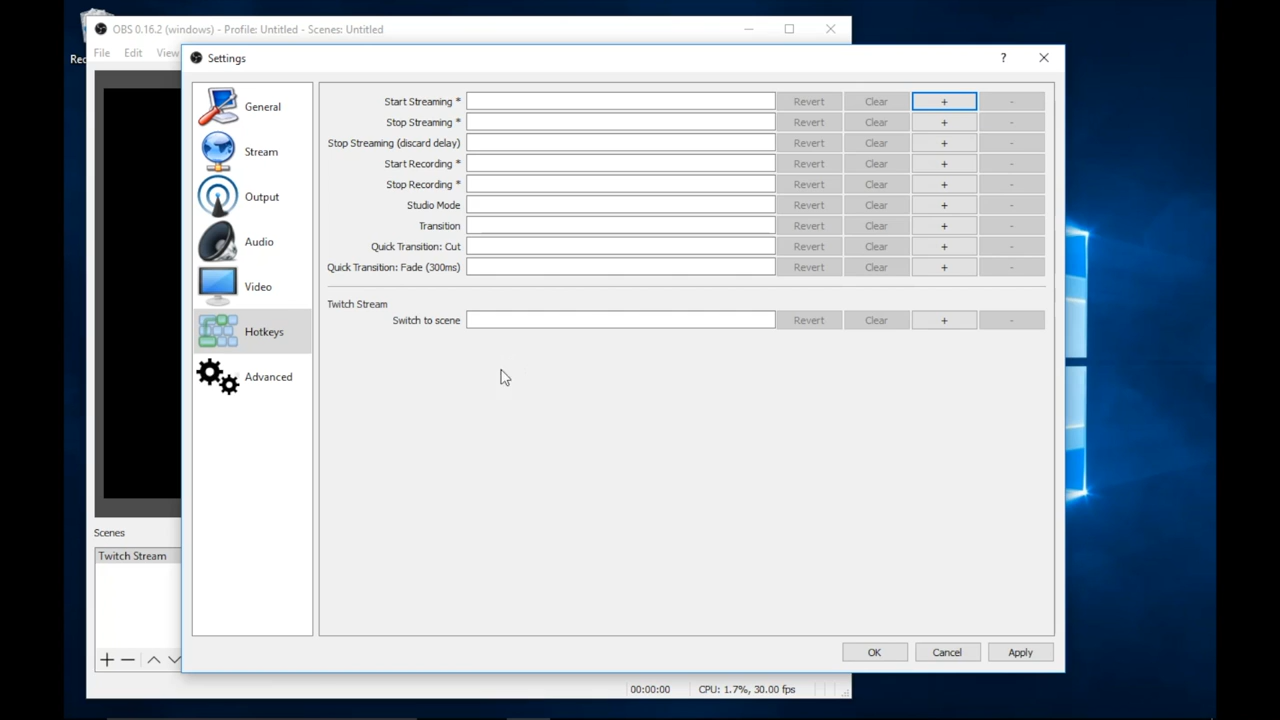 OBS 0.16.2 (windows) - Profile: Untitled - Scenes: Untitled
File Edit View
Settings
?
General
Stream
Output
Audio
Video
Hotkeys
Advanced
Start Streaming * Revert Clear + -
Stop Streaming * Revert Clear + -
Stop Streaming (discard delay) Revert Clear + -
Start Recording * Revert Clear + -
Stop Recording * Revert Clear + -
Studio Mode Revert Clear + -
Transition Revert Clear + -
Quick Transition: Cut Revert Clear + -
Quick Transition: Fade (300ms) Revert Clear + -
Twitch Stream
Switch to scene Revert Clear + -
Scenes
Twitch Stream
OK Cancel Apply
00:00:00 CPU: 1.7%, 30.00 fps